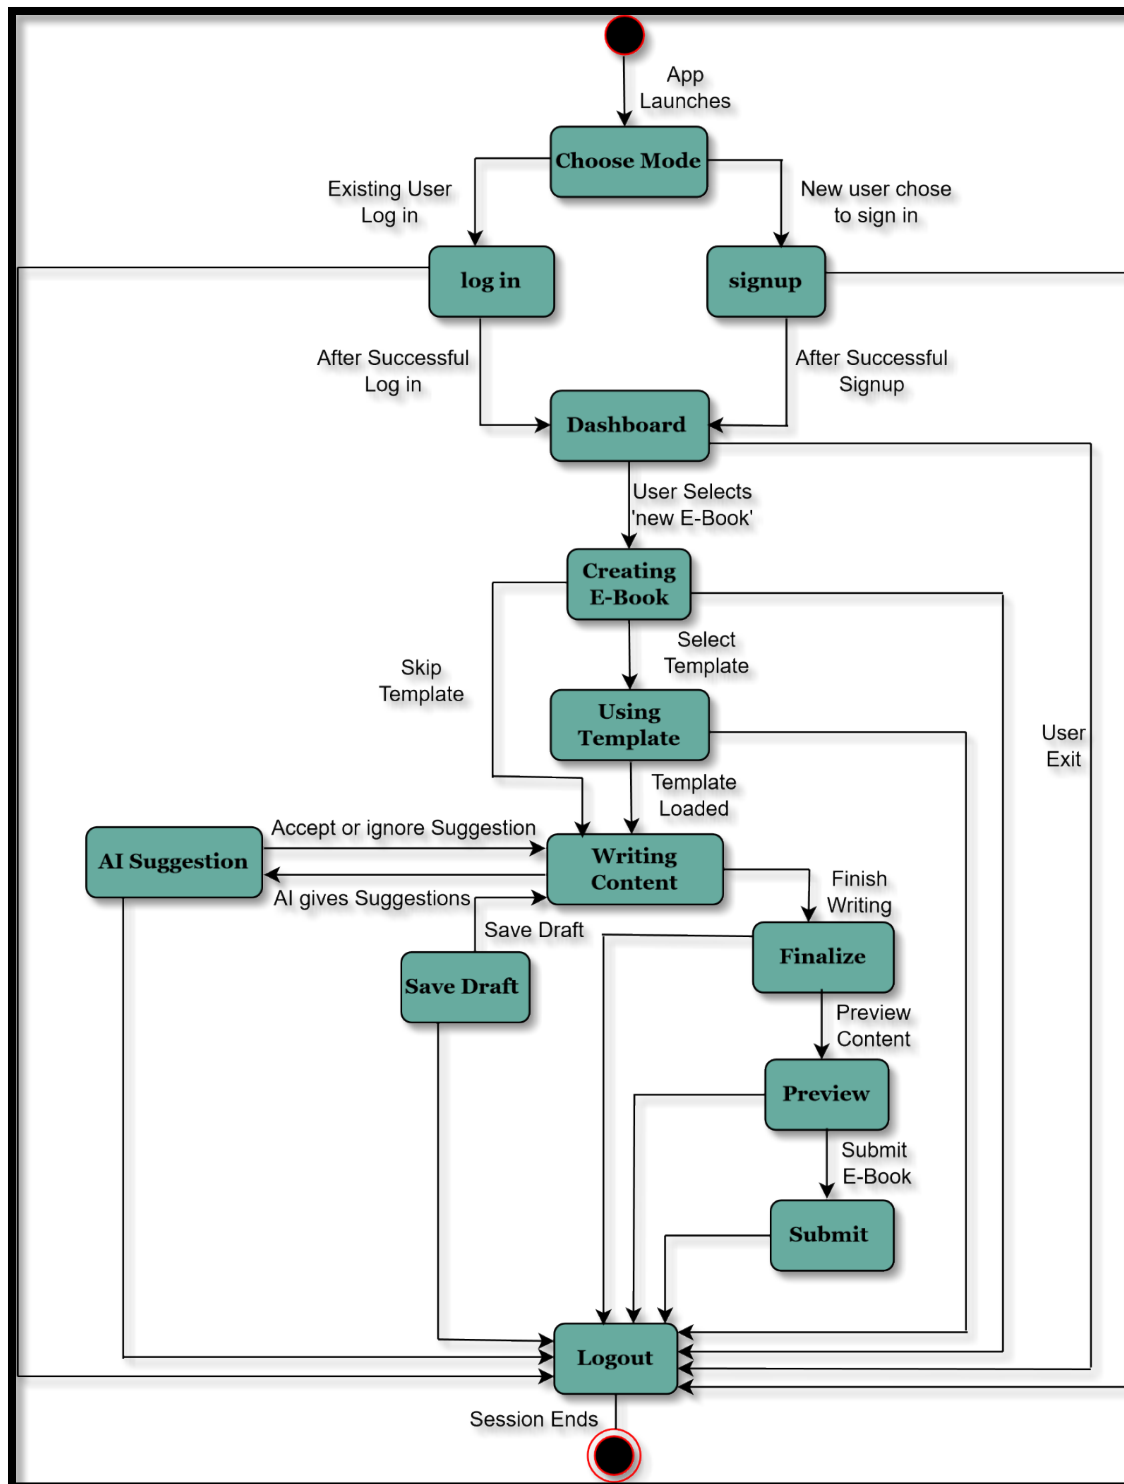 App
Launches
Choose Mode
Existing User
Log in
New user chose
to sign in
log in
signup
After Successful
Log in
After Successful
Signup
Dashboard
User Selects
'new E-Book'
Creating
E-Book
Select
Template
Skip
Template
Using
Template
User
Exit
Template
Loaded
Accept or ignore Suggestion
AI Suggestion
Writing
Content
AI gives Suggestions
Finish
Writing
Save Draft
Finalize
Save Draft
Preview
Content
Preview
Submit
E-Book
Submit
Logout
Session Ends